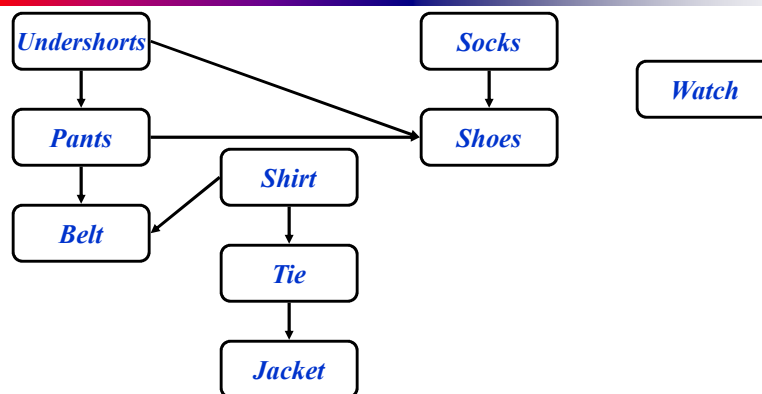 Undershorts
Socks
Watch
Pants
Shoes
Shirt
Belt
Tie
Jacket